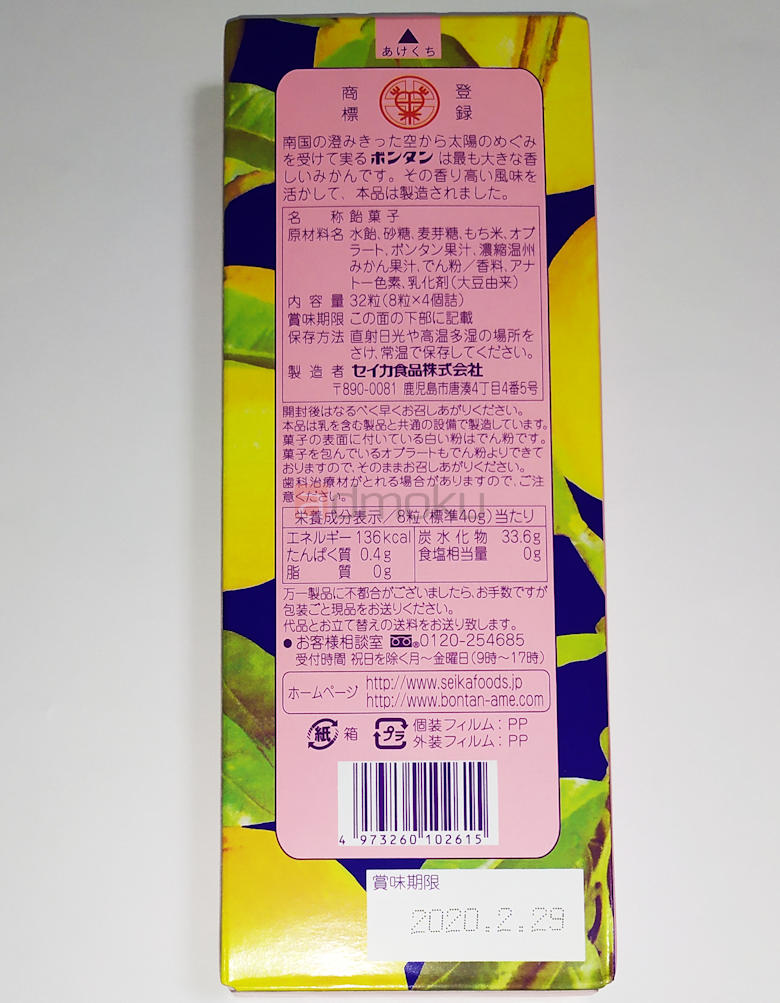 あけくち
商標 登録
南国の澄みきった空から太陽のめぐみ
を受けて実るボンタンは最も大きな香
しいみかんです。その香り高い風味を
活かして、本品は製造されました。
名称 飴菓子
原材料名 水飴、砂糖、麦芽糖、もち米、オブ
ラート、ボンタン果汁、濃縮温州
みかん果汁、でん粉／香料、アナ
トー色素、乳化剤(大豆由来)
内容量 32粒(8粒×4個詰)
賞味期限 この面の下部に記載
保存方法 直射日光や高温多湿の場所を
さけ、常温で保存してください。
製造者 セイカ食品株式会社
〒890-0081 鹿児島市唐湊4丁目4番5号
開封後はなるべく早くお召しあがりください。
本品は乳を含む製品と共通の設備で製造しています。
菓子の表面に付いている白い粉はでん粉です。
菓子を包んでいるオブラートもでん粉よりできて
おりますので、そのままお召しあがりください。
歯科治療材がとれる場合がありますので、ご注
意ください。
admoku
栄養成分表示／8粒(標準40g)当たり
エネルギー 136kcal 炭水化物 33.6g
たんぱく質 0.4g 食塩相当量 0g
脂質 0g
万一製品に不都合がございましたら、お手数ですが
包装ごと現品をお送りください。
代品とお立て替えの送料をお送り致します。
●お客様相談室 0120-254685
受付時間 祝日を除く月～金曜日(9時～17時)
ホームページ http://www.seikafoods.jp
http://www.bontan-ame.com
紙 箱 プラ 個装フィルム：PP
外装フィルム：PP
4 973260 102615
賞味期限
2020.2.29